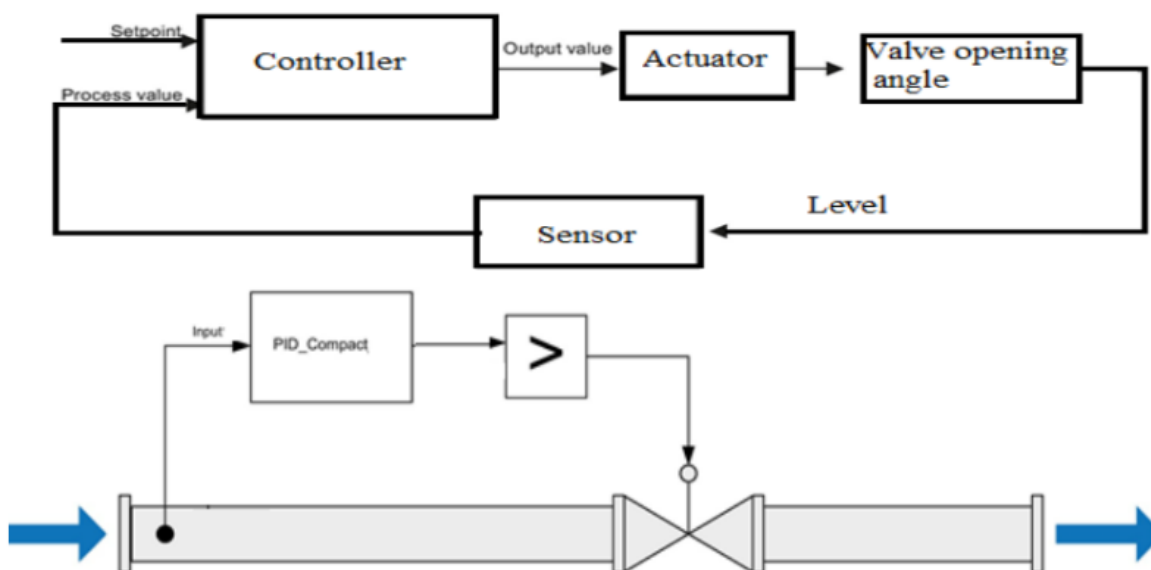 Setpoint
Controller
Output value
Actuator
Valve opening
angle
Process value
Level
Sensor
Input
PID_Compact
>